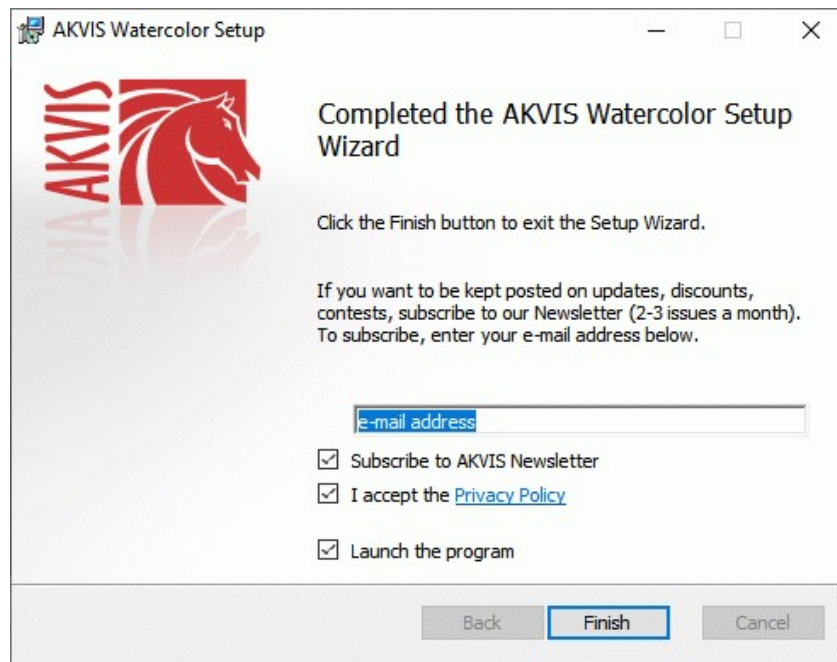 AKVIS Watercolor Setup
AKVIS
Completed the AKVIS Watercolor Setup
Wizard
Click the Finish button to exit the Setup Wizard.
If you want to be kept posted on updates, discounts,
contests, subscribe to our Newsletter (2-3 issues a month).
To subscribe, enter your e-mail address below.
e-mail address
Subscribe to AKVIS Newsletter
I accept the Privacy Policy
Launch the program
Back Finish Cancel